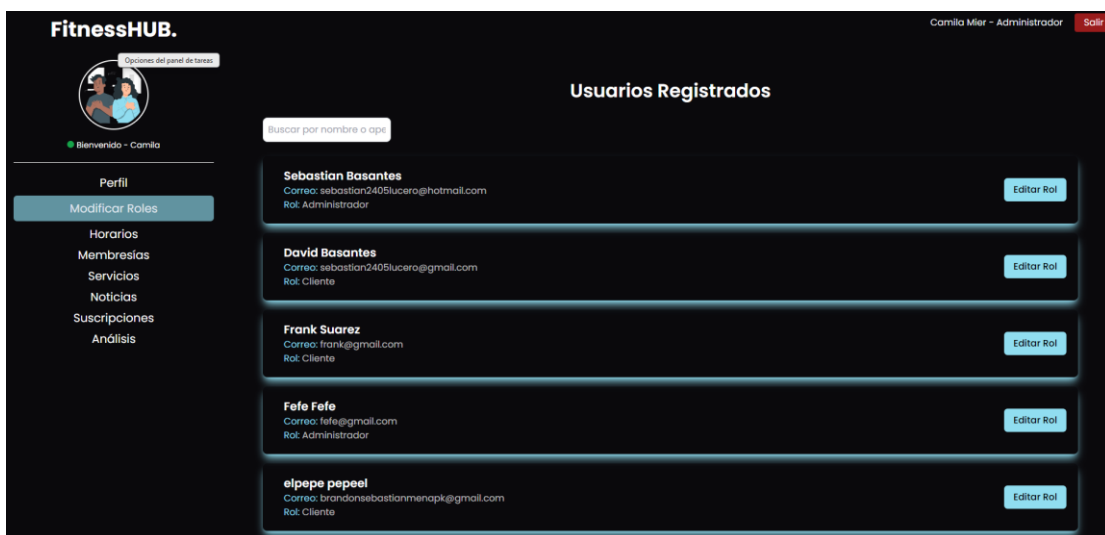 FitnessHUB.
Camila Mier - Administrador
Salir
Opciones del panel de tareas
Bienvenido - Camila
Perfil
Modificar Roles
Horarios
Membresías
Servicios
Noticias
Suscripciones
Análisis
Usuarios Registrados
Buscar por nombre o ape
Sebastian Basantes
Correo: sebastian2405lucero@hotmail.com
Rol: Administrador
Editar Rol
David Basantes
Correo: sebastian2405lucero@gmail.com
Rol: Cliente
Editar Rol
Frank Suarez
Correo: frank@gmail.com
Rol: Cliente
Editar Rol
Fefe Fefe
Correo: fefe@gmail.com
Rol: Administrador
Editar Rol
elpepe pepeel
Correo: brandonsebastianmenapk@gmail.com
Rol: Cliente
Editar Rol